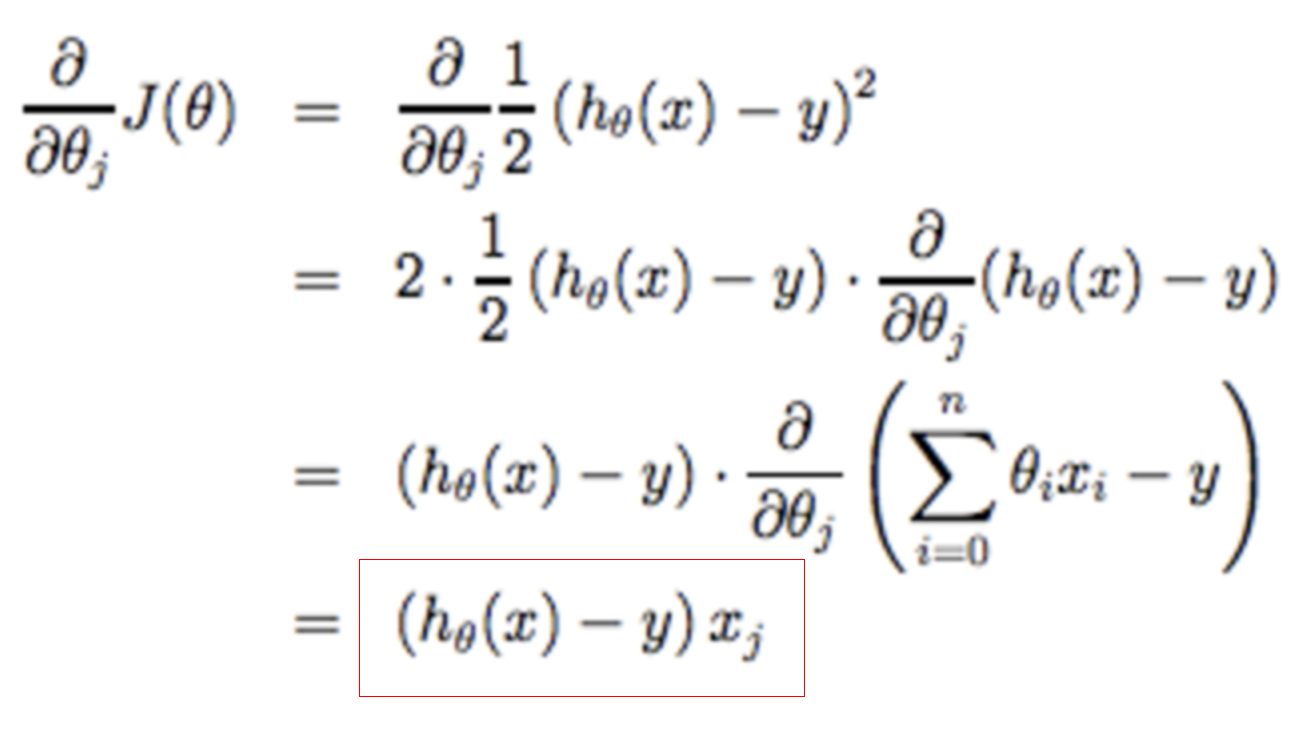 ∂/∂θ_j J(θ) = ∂/∂θ_j 1/2 (h_θ(x) − y)²
= 2 · 1/2 (h_θ(x) − y) · ∂/∂θ_j (h_θ(x) − y)
= (h_θ(x) − y) · ∂/∂θ_j (∑_{i=0}^{n} θ_i x_i − y)
= (h_θ(x) − y) x_j